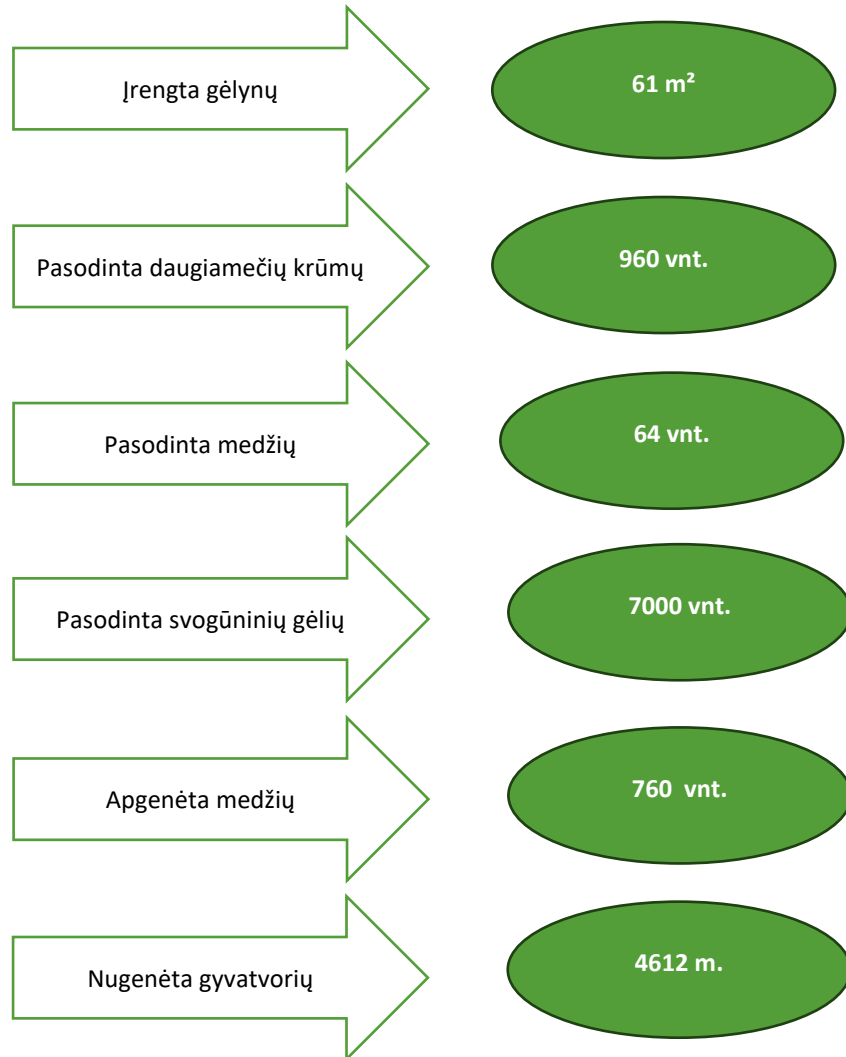 Įrengta gėlynų
61 m²
Pasodinta daugiamečių krūmų
960 vnt.
Pasodinta medžių
64 vnt.
Pasodinta svogūninių gėlių
7000 vnt.
Apgenėta medžių
760 vnt.
Nugenėta gyvatvorių
4612 m.